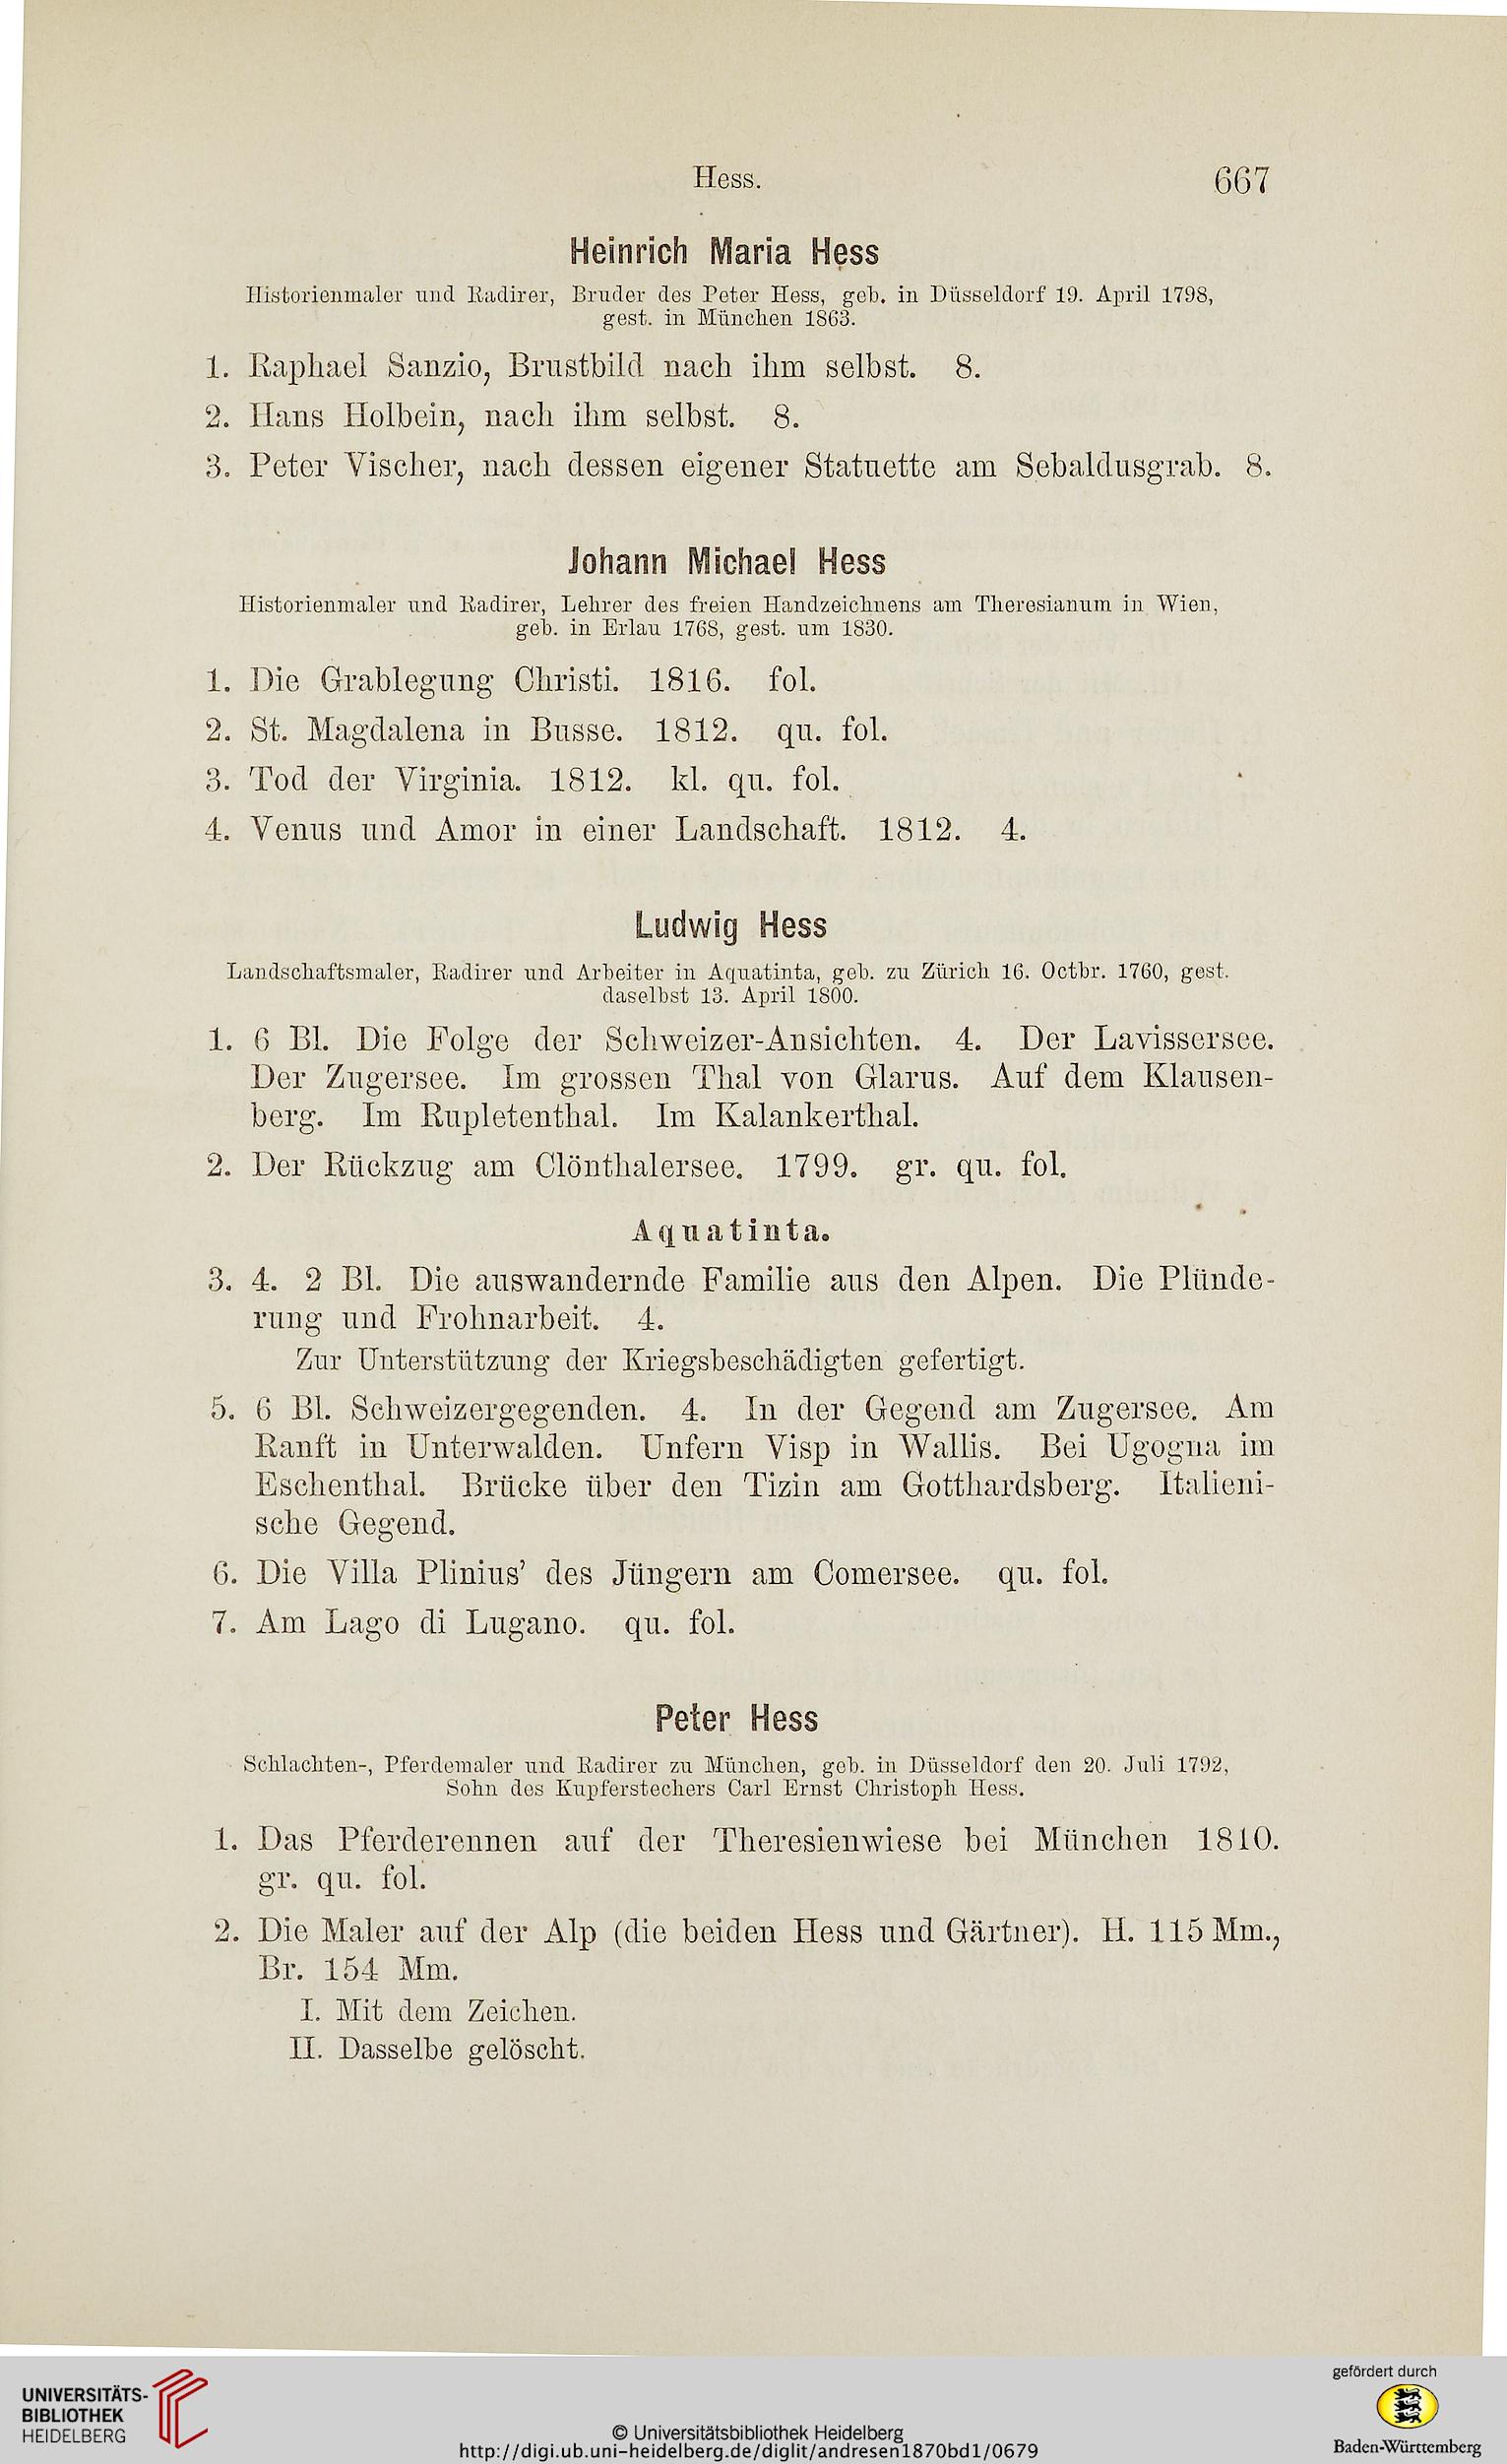 Hess. 667
Heinrich Maria Hess
Historienmaler und Radirer, Bruder des Peter Hess, geb. in Düsseldorf 19. April 1798,
gest. in München 1863.
1. Raphael Sanzio, Brustbild nach ihm selbst. 8.
2. Hans Holbein, nach ihm selbst. 8.
3. Peter Vischer, nach dessen eigener Statuette am Sebaldusgrab. 8.
Johann Michael Hess
Historienmaler und Radirer, Lehrer des freien Handzeichnens am Theresianum in Wien,
geb. in Erlau 1768, gest. um 1830.
1. Die Grablegung Christi. 1816. fol.
2. St. Magdalena in Busse. 1812. qu. fol.
3. Tod der Virginia. 1812. kl. qu. fol.
4. Venus und Amor in einer Landschaft. 1812. 4.
Ludwig Hess
Landschaftsmaler, Radirer und Arbeiter in Aquatinta, geb. zu Zürich 16. Octbr. 1760, gest.
daselbst 13. April 1800.
1. 6 Bl. Die Folge der Schweizer-Ansichten. 4. Der Lavissersee.
Der Zugersee. Im grossen Thal von Glarus. Auf dem Klausen-
berg. Im Rupletenthal. Im Kalankerthal.
2. Der Rückzug am Clönthalersee. 1799. gr. qu. fol.
Aquatinta.
3. 4. 2 Bl. Die auswandernde Familie aus den Alpen. Die Plünde-
rung und Frohnarbeit. 4.
Zur Unterstützung der Kriegsbeschädigten gefertigt.
5. 6 Bl. Schweizergegenden. 4. In der Gegend am Zugersee. Am
Ranft in Unterwalden. Unfern Visp in Wallis. Bei Ugogna im
Eschenthal. Brücke über den Tizin am Gotthardsberg. Italieni-
sche Gegend.
6. Die Villa Plinius' des Jüngern am Comersee. qu. fol.
7. Am Lago di Lugano. qu. fol.
Peter Hess
Schlachten-, Pferdemaler und Radirer zu München, geb. in Düsseldorf den 20. Juli 1792,
Sohn des Kupferstechers Carl Ernst Christoph Hess.
1. Das Pferderennen auf der Theresienwiese bei München 1810.
gr. qu. fol.
2. Die Maler auf der Alp (die beiden Hess und Gärtner). H. 115 Mm.,
Br. 154 Mm.
I. Mit dem Zeichen.
II. Dasselbe gelöscht.
UNIVERSITÄTS-
BIBLIOTHEK
HEIDELBERG
© Universitätsbibliothek Heidelberg
http://digi.ub.uni-heidelberg.de/diglit/andresen1870bd1/0679
gefördert durch
Baden-Württemberg